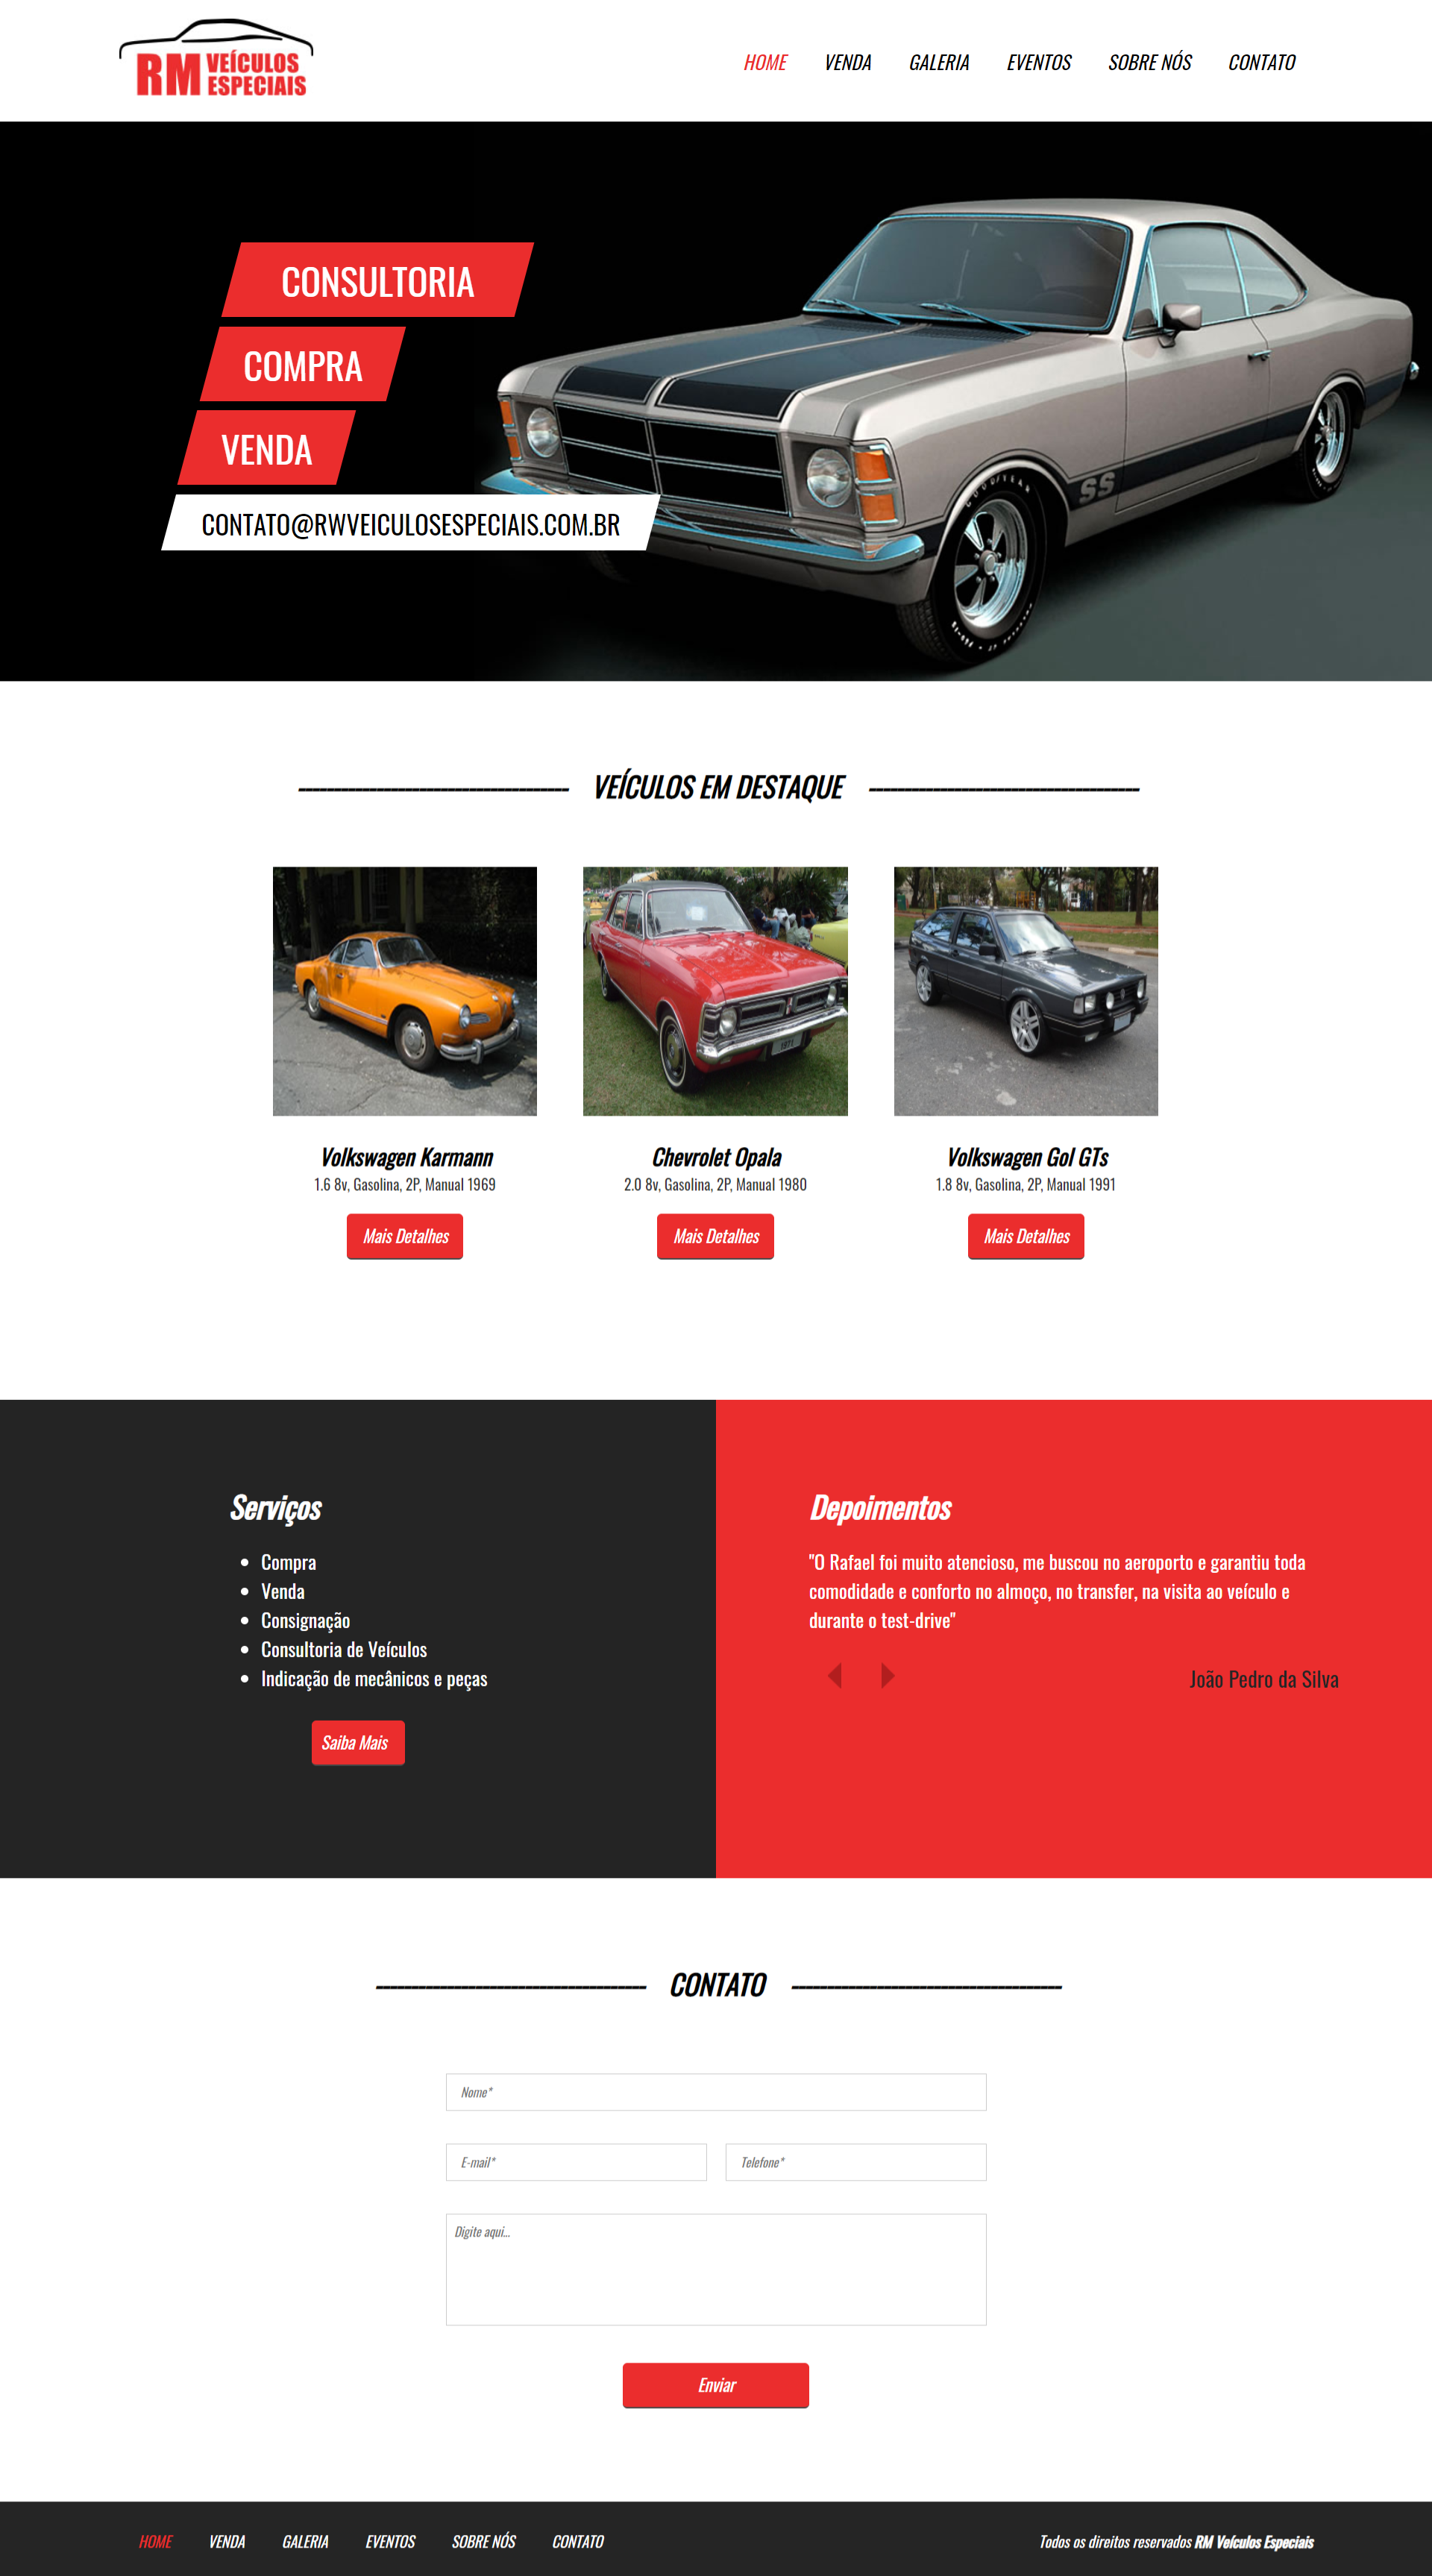 RM VEÍCULOS
ESPECIAIS
HOME VENDA GALERIA EVENTOS SOBRE NÓS CONTATO
CONSULTORIA
COMPRA
VENDA
CONTATO@RWVEICULOSESPECIAIS.COM.BR
GOODYEAR
SS
VEÍCULOS EM DESTAQUE
1971
Volkswagen Karmann
1.6 8v, Gasolina, 2P, Manual 1969
Mais Detalhes
Chevrolet Opala
2.0 8v, Gasolina, 2P, Manual 1980
Mais Detalhes
Volkswagen Gol GTs
1.8 8v, Gasolina, 2P, Manual 1991
Mais Detalhes
Serviços
Compra
Venda
Consignação
Consultoria de Veículos
Indicação de mecânicos e peças
Saiba Mais
Depoimentos
"O Rafael foi muito atencioso, me buscou no aeroporto e garantiu toda
comodidade e conforto no almoço, no transfer, na visita ao veículo e
durante o test-drive"
João Pedro da Silva
CONTATO
Nome*
E-mail* Telefone*
Digite aqui...
Enviar
HOME VENDA GALERIA EVENTOS SOBRE NÓS CONTATO
Todos os direitos reservados RM Veículos Especiais